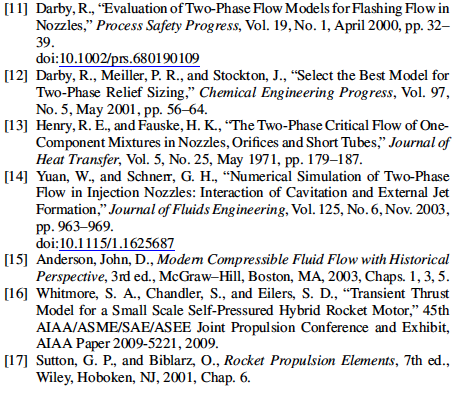 [11] Darby, R., “Evaluation of Two-Phase Flow Models for Flashing Flow in
Nozzles,” Process Safety Progress, Vol. 19, No. 1, April 2000, pp. 32–
39.
doi:10.1002/prs.680190109
[12] Darby, R., Meiller, P. R., and Stockton, J., “Select the Best Model for
Two-Phase Relief Sizing,” Chemical Engineering Progress, Vol. 97,
No. 5, May 2001, pp. 56–64.
[13] Henry, R. E., and Fauske, H. K., “The Two-Phase Critical Flow of One-
Component Mixtures in Nozzles, Orifices and Short Tubes,” Journal of
Heat Transfer, Vol. 5, No. 25, May 1971, pp. 179–187.
[14] Yuan, W., and Schnerr, G. H., “Numerical Simulation of Two-Phase
Flow in Injection Nozzles: Interaction of Cavitation and External Jet
Formation,” Journal of Fluids Engineering, Vol. 125, No. 6, Nov. 2003,
pp. 963–969.
doi:10.1115/1.1625687
[15] Anderson, John, D., Modern Compressible Fluid Flow with Historical
Perspective, 3rd ed., McGraw–Hill, Boston, MA, 2003, Chaps. 1, 3, 5.
[16] Whitmore, S. A., Chandler, S., and Eilers, S. D., “Transient Thrust
Model for a Small Scale Self-Pressured Hybrid Rocket Motor,” 45th
AIAA/ASME/SAE/ASEE Joint Propulsion Conference and Exhibit,
AIAA Paper 2009-5221, 2009.
[17] Sutton, G. P., and Biblarz, O., Rocket Propulsion Elements, 7th ed.,
Wiley, Hoboken, NJ, 2001, Chap. 6.